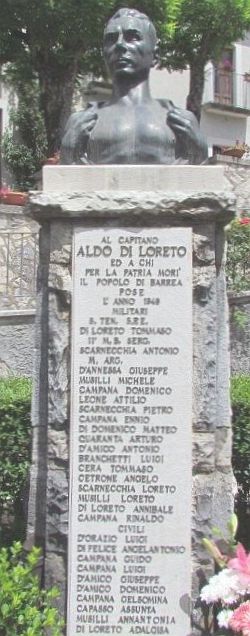 AL CAPITANO
ALDO DI LORETO
ED A CHI
PER LA PATRIA MORI'
IL POPOLO DI BARREA
POSE
L' ANNO 1949
MILITARI
S. TEN. S.P.E.
DI LORETO TOMMASO
II° M. B. SERG.
SCARNECCHIA ANTONIO
M. ARG.
D'ANNESSA GIUSEPPE
MUSILLI MICHELE
CAMPANA DOMENICO
LEONE ATTILIO
SCARNECCHIA PIETRO
CAMPANA ENNIO
DI DOMENICO MATTEO
QUARANTA ARTURO
D'AMICO ANTONIO
BRANCHETTI LUIGI
CERA TOMMASO
CETRONE ANGELO
SCARNECCHIA LORETO
MUSILLI LORETO
DI LORETO ANNIBALE
CAMPANA RINALDO
CIVILI
D'ORAZIO LUIGI
DI FELICE ANGELANTONIO
CAMPANA GUIDO
CAMPANA LUIGI
D'AMICO GIUSEPPE
D'AMICO DOMENICO
CAMPANA GELSOMINA
CAPASSO ASSUNTA
MUSILLI ANNANTONIA
DI LORETO ADALGISA